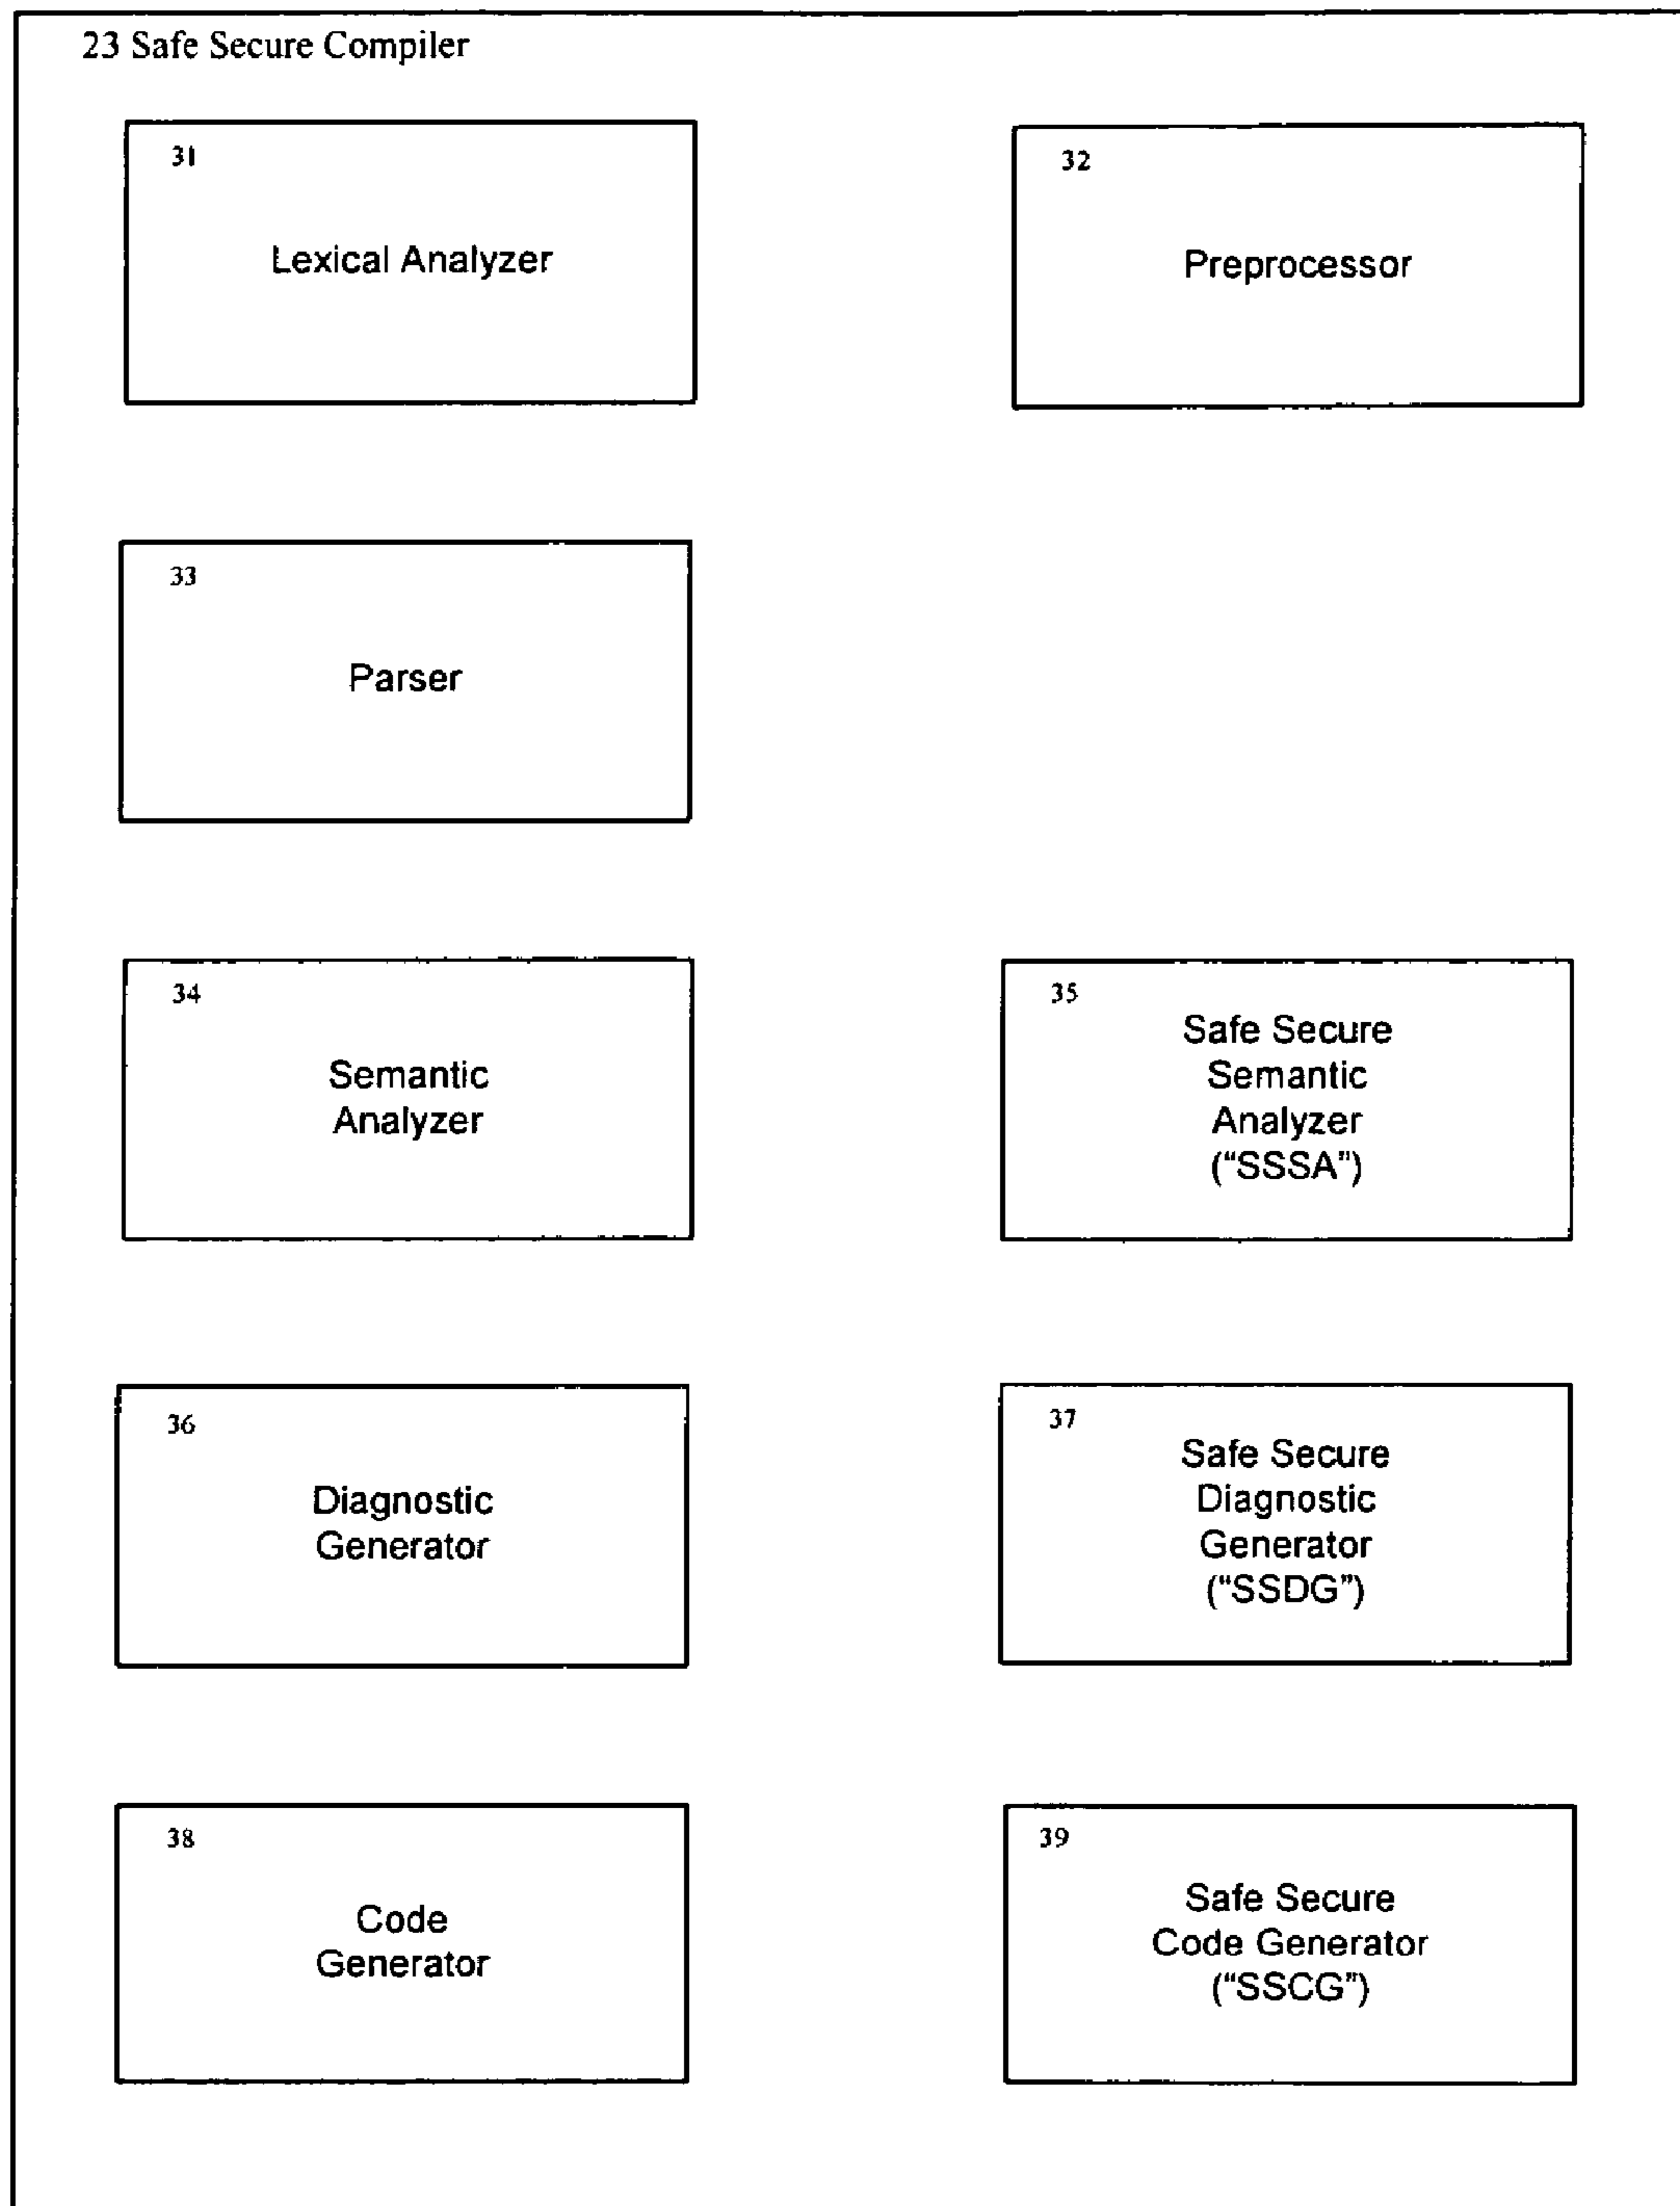 23 Safe Secure Compiler
31
Lexical Analyzer
32
Preprocessor
33
Parser
34
Semantic
Analyzer
35
Safe Secure
Semantic
Analyzer
("SSSA")
36
Diagnostic
Generator
37
Safe Secure
Diagnostic
Generator
("SSDG")
38
Code
Generator
39
Safe Secure
Code Generator
("SSCG")